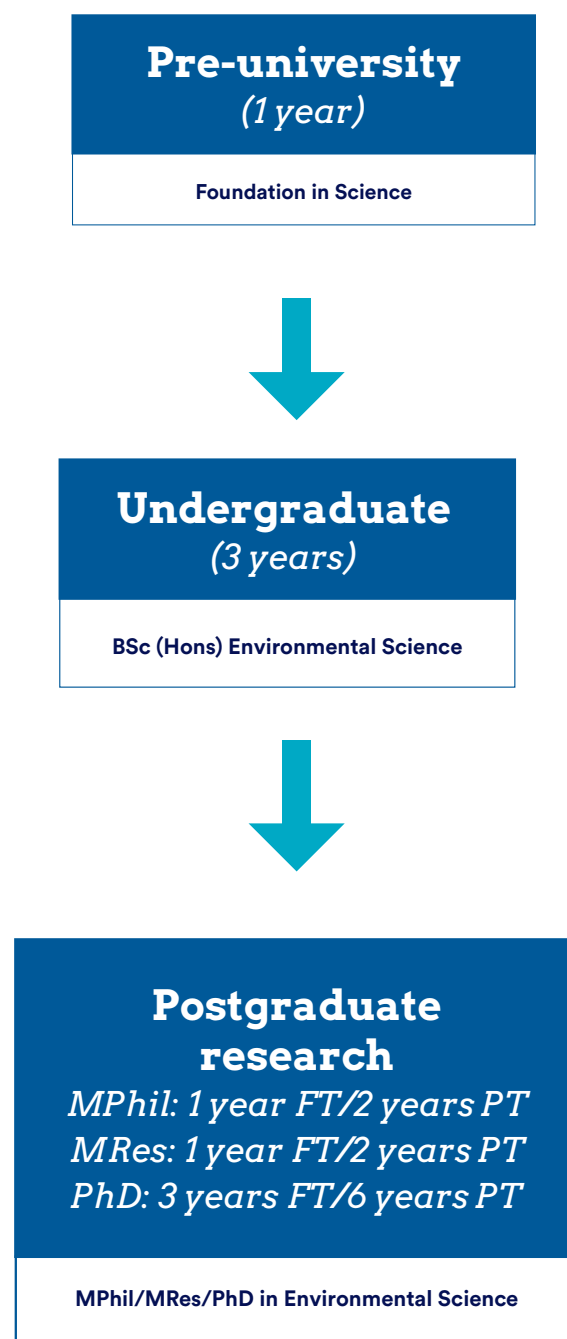 Pre-university
(1 year)
Foundation in Science
Undergraduate
(3 years)
BSc (Hons) Environmental Science
Postgraduate
research
MPhil: 1 year FT/2 years PT
MRes: 1 year FT/2 years PT
PhD: 3 years FT/6 years PT
MPhil/MRes/PhD in Environmental Science